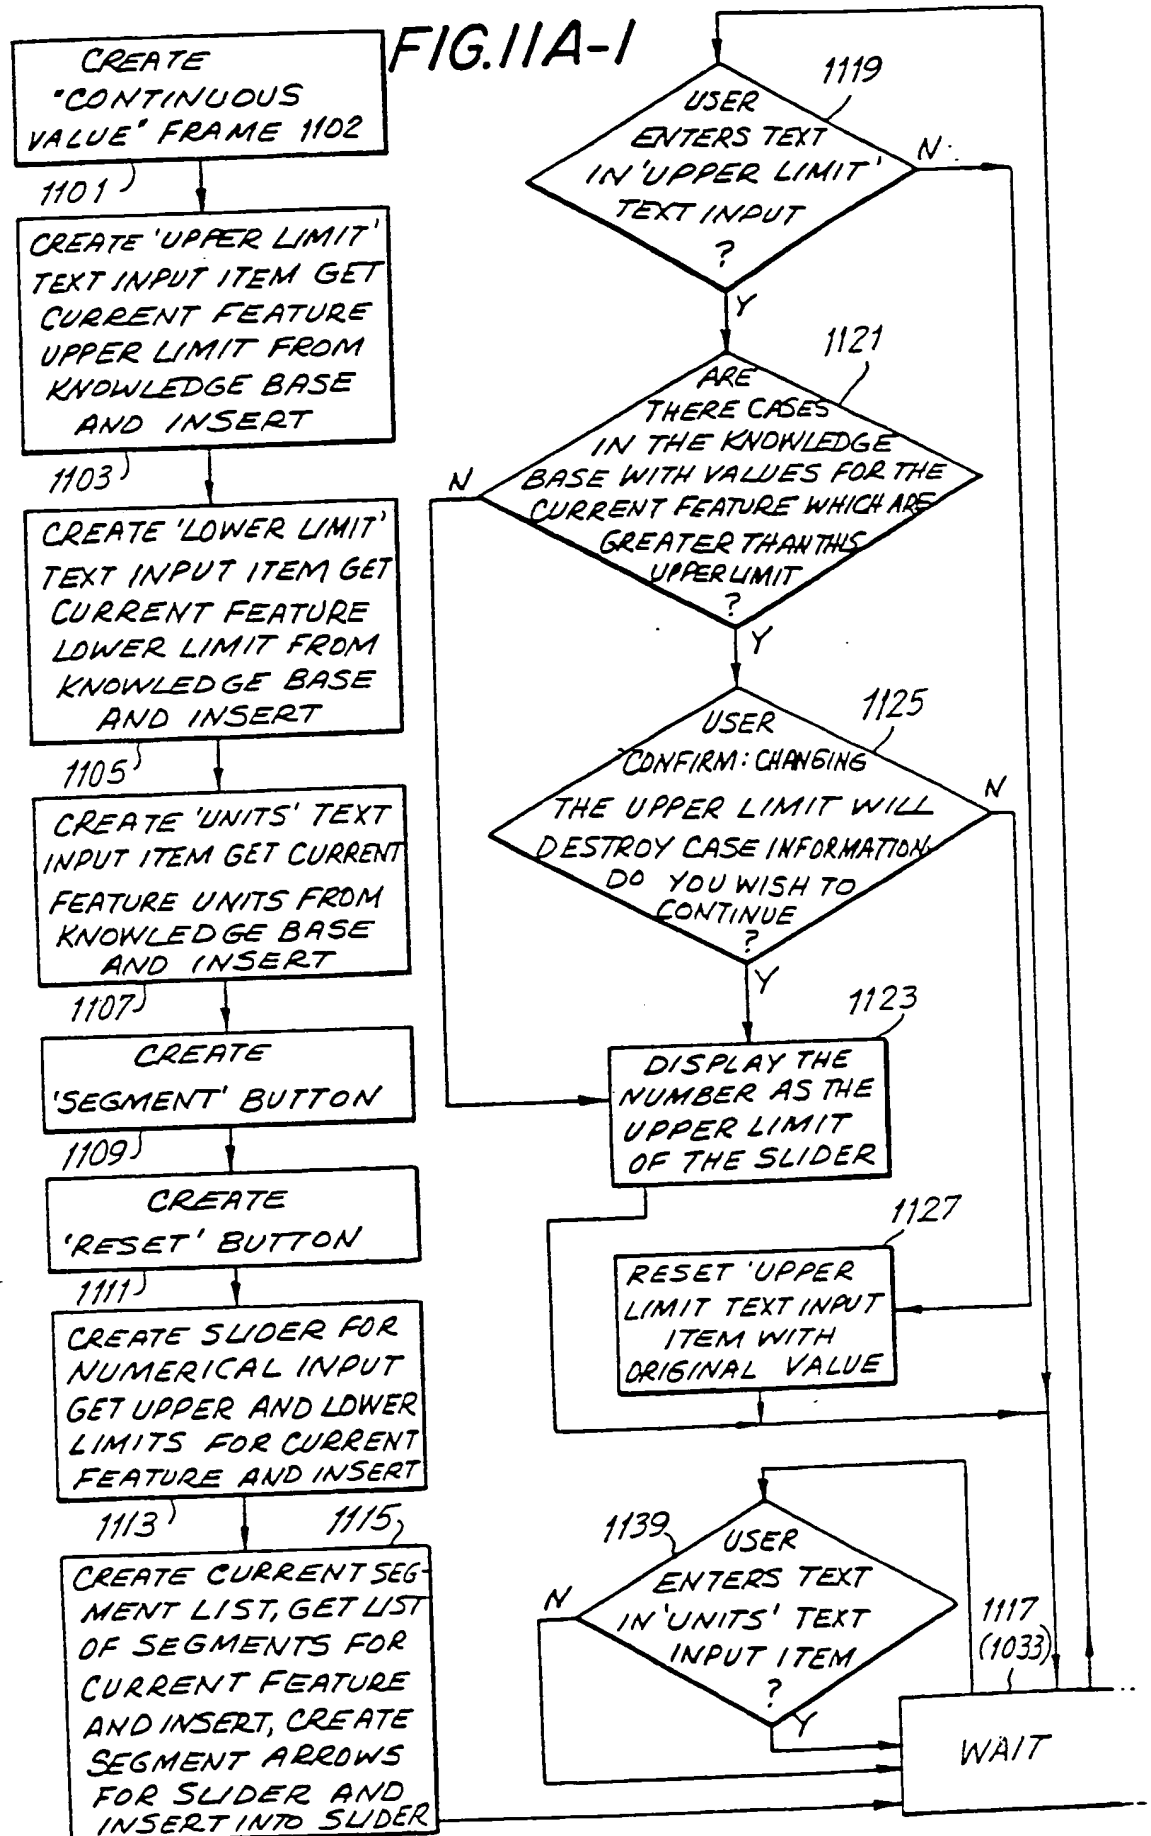 FIG. 11A-1
CREATE
"CONTINUOUS
VALUE" FRAME 1102
1101
CREATE 'UPPER LIMIT'
TEXT INPUT ITEM GET
CURRENT FEATURE
UPPER LIMIT FROM
KNOWLEDGE BASE
AND INSERT
1103
CREATE 'LOWER LIMIT'
TEXT INPUT ITEM GET
CURRENT FEATURE
LOWER LIMIT FROM
KNOWLEDGE BASE
AND INSERT
1105
CREATE 'UNITS' TEXT
INPUT ITEM GET CURRENT
FEATURE UNITS FROM
KNOWLEDGE BASE
AND INSERT
1107
CREATE
'SEGMENT' BUTTON
1109
CREATE
'RESET' BUTTON
1111
CREATE SLIDER FOR
NUMERICAL INPUT
GET UPPER AND LOWER
LIMITS FOR CURRENT
FEATURE AND INSERT
1113
1115
CREATE CURRENT SEG-
MENT LIST, GET LIST
OF SEGMENTS FOR
CURRENT FEATURE
AND INSERT, CREATE
SEGMENT ARROWS
FOR SLIDER AND
INSERT INTO SLIDER
1119
USER
ENTERS TEXT
IN 'UPPER LIMIT'
TEXT INPUT
?
N
Y
1121
ARE
THERE CASES
IN THE KNOWLEDGE
BASE WITH VALUES FOR THE
CURRENT FEATURE WHICH ARE
GREATER THAN THIS
UPPER LIMIT
?
N
Y
1125
USER
"CONFIRM: CHANGING
THE UPPER LIMIT WILL
DESTROY CASE INFORMATION
DO YOU WISH TO
CONTINUE
?
N
Y
1123
DISPLAY THE
NUMBER AS THE
UPPER LIMIT
OF THE SLIDER
1127
RESET 'UPPER
LIMIT TEXT INPUT
ITEM WITH
ORIGINAL VALUE
1139
USER
ENTERS TEXT
IN 'UNITS' TEXT
INPUT ITEM
?
N
Y
1117
(1033)
WAIT